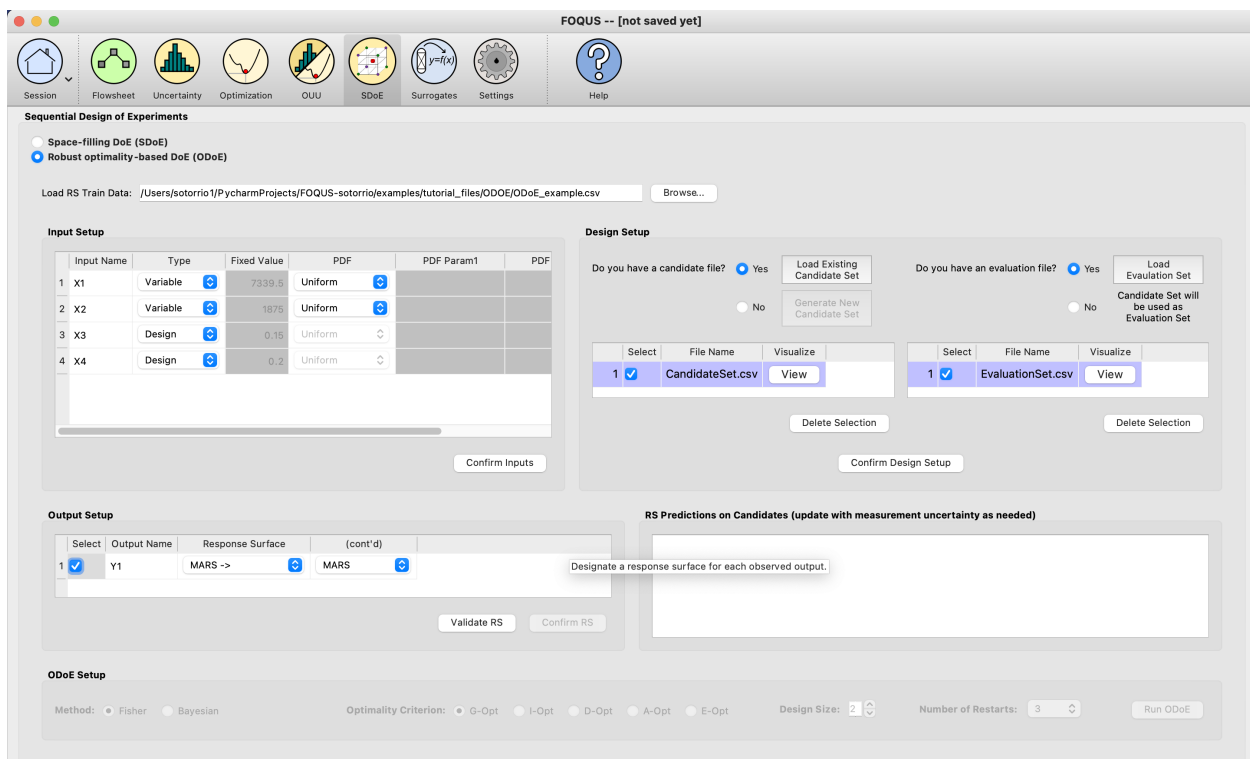 FOQUS -- [not saved yet]
y=f(x)
Session Flowsheet Uncertainty Optimization OUU SDoE Surrogates Settings Help
Sequential Design of Experiments
Space-filling DoE (SDoE)
Robust optimality-based DoE (ODoE)
Load RS Train Data: /Users/sotorrio1/PycharmProjects/FOQUS-sotorrio/examples/tutorial_files/ODOE/ODoE_example.csv Browse...
Input Setup
Input Name Type Fixed Value PDF PDF Param1 PDF
1 X1 Variable 7339.5 Uniform
2 X2 Variable 1875 Uniform
3 X3 Design 0.15 Uniform
4 X4 Design 0.2 Uniform
Confirm Inputs
Design Setup
Do you have a candidate file? Yes Load Existing
Candidate Set
No Generate New
Candidate Set
Do you have an evaluation file? Yes Load
Evaulation Set
No Candidate Set will
be used as
Evaluation Set
Select File Name Visualize
1 CandidateSet.csv View
Delete Selection
Select File Name Visualize
1 EvaluationSet.csv View
Delete Selection
Confirm Design Setup
Output Setup
Select Output Name Response Surface (cont'd)
1 Y1 MARS -> MARS
Validate RS Confirm RS
RS Predictions on Candidates (update with measurement uncertainty as needed)
Designate a response surface for each observed output.
ODoE Setup
Method: Fisher Bayesian Optimality Criterion: G-Opt I-Opt D-Opt A-Opt E-Opt Design Size: 2 Number of Restarts: 3 Run ODoE